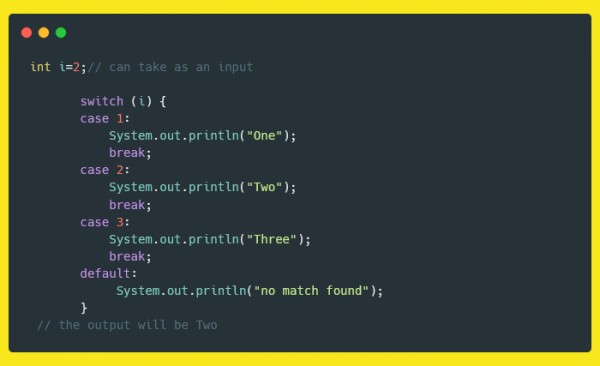 int i=2;// can take as an input
switch (i) {
case 1:
System.out.println("One");
break;
case 2:
System.out.println("Two");
break;
case 3:
System.out.println("Three");
break;
default:
System.out.println("no match found");
}
// the output will be Two